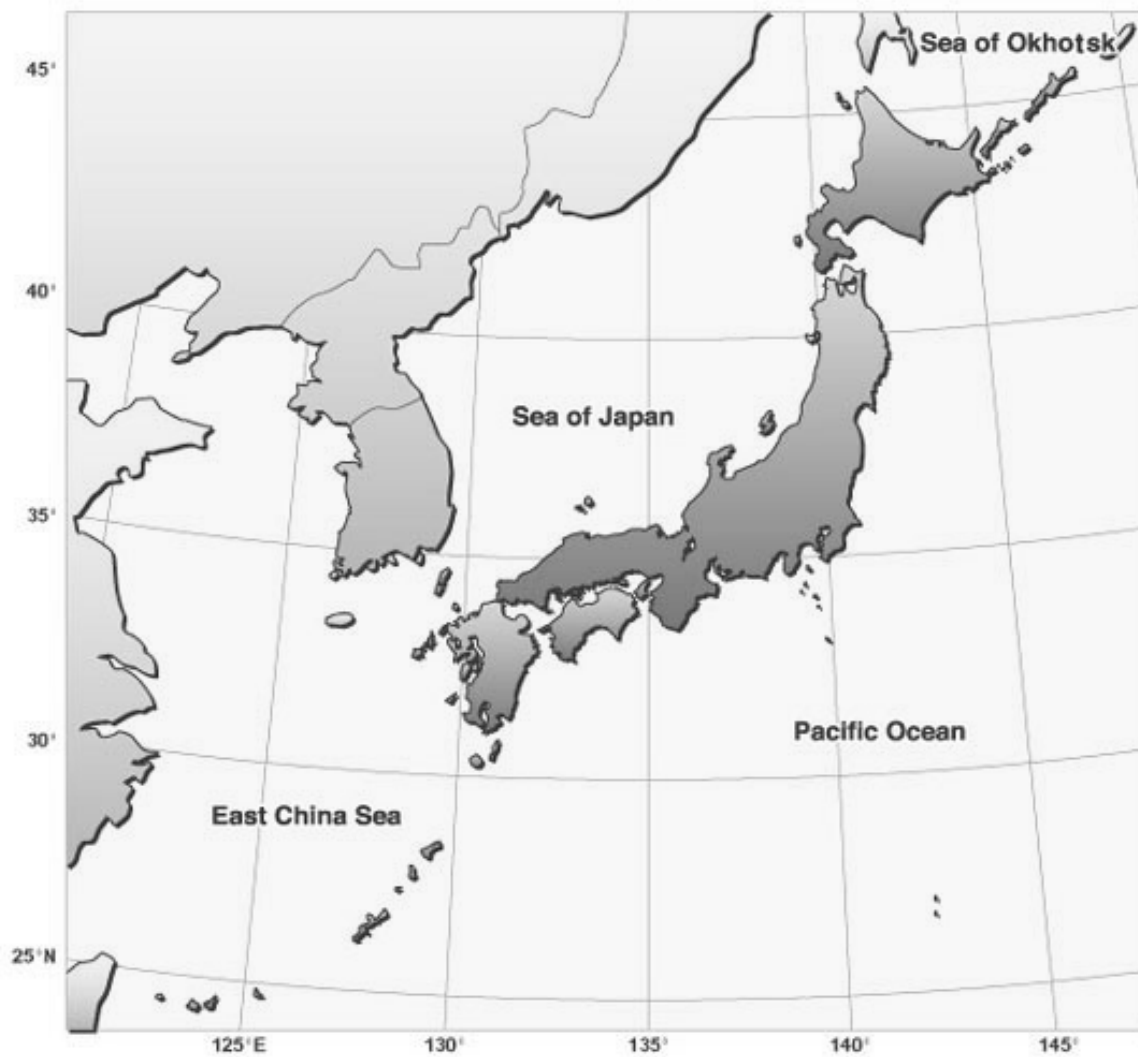 Sea of Okhotsk
45°
40°
Sea of Japan
35°
Pacific Ocean
30°
East China Sea
25°N
125°E
130°
135°
140°
145°